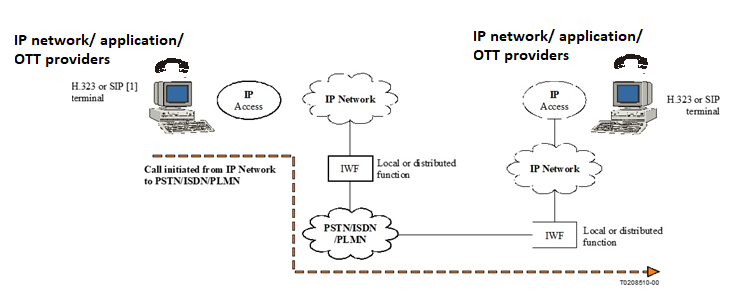 IP network/ application/
OTT providers
H.323 or SIP [1]
terminal
IP
Access
IP Network
IWF
Local or distributed
function
PSTN/ISDN
/PLMN
Call initiated from IP Network
to PSTN/ISDN/PLMN
IP network/ application/
OTT providers
IP
Access
H.323 or SIP
terminal
IP Network
IWF
Local or distributed
function
T0208510-00